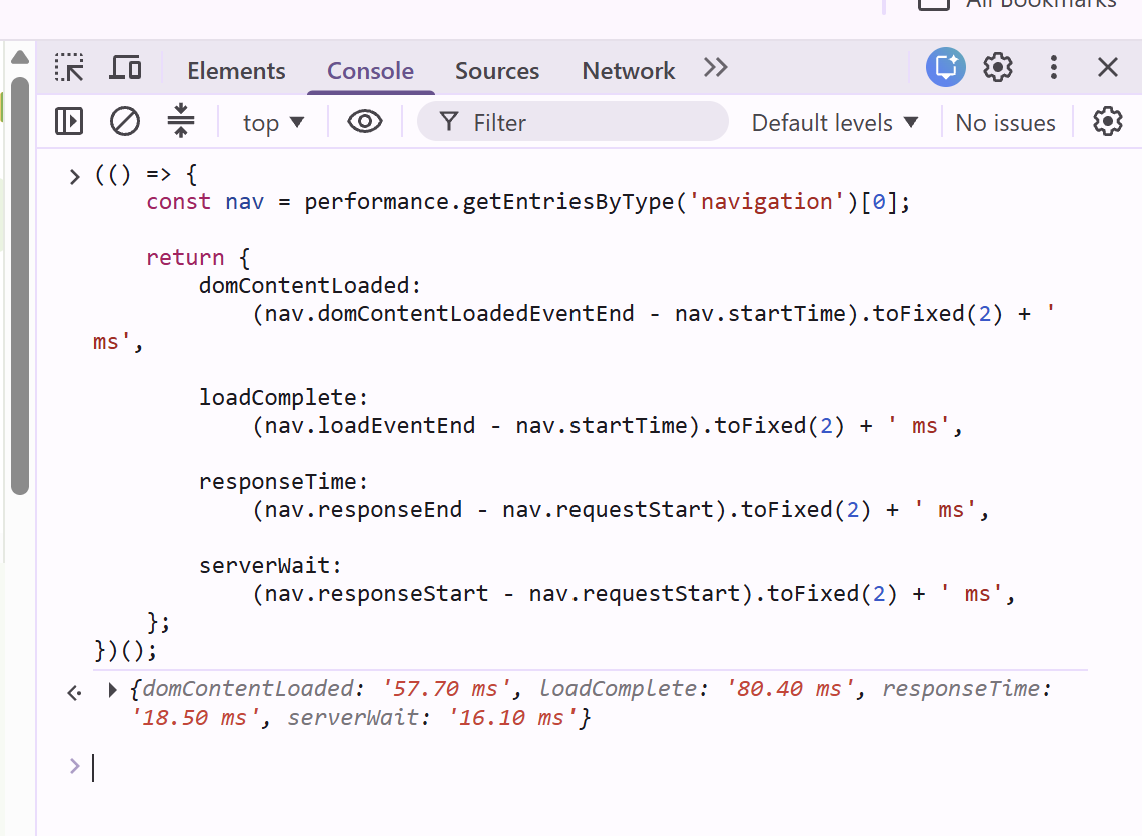 All Bookmarks
Elements Console Sources Network
top Filter Default levels No issues
(() => {
    const nav = performance.getEntriesByType('navigation')[0];

    return {
        domContentLoaded:
            (nav.domContentLoadedEventEnd - nav.startTime).toFixed(2) + '
ms',

        loadComplete:
            (nav.loadEventEnd - nav.startTime).toFixed(2) + ' ms',

        responseTime:
            (nav.responseEnd - nav.requestStart).toFixed(2) + ' ms',

        serverWait:
            (nav.responseStart - nav.requestStart).toFixed(2) + ' ms',
    };
})();
{domContentLoaded: '57.70 ms', loadComplete: '80.40 ms', responseTime:
'18.50 ms', serverWait: '16.10 ms'}